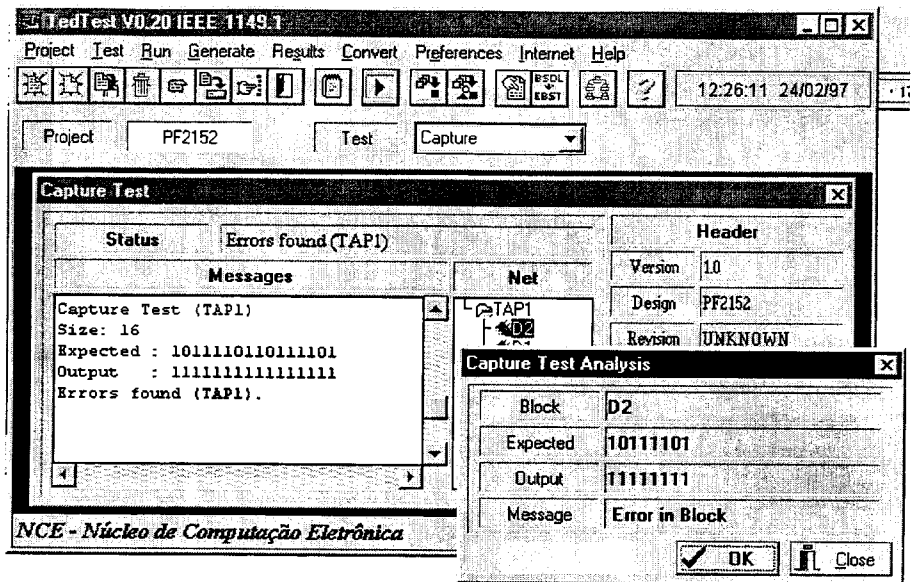 TedTest V0.20 IEEE 1149.1
Project Test Run Generate Results Convert Preferences Internet Help
BSDL
EBST
12:26:11 24/02/97
Project PF2152 Test Capture
Capture Test
Status Errors found (TAP1)
Messages
Capture Test (TAP1)
Size: 16
Expected : 1011110110111101
Output : 1111111111111111
Errors found (TAP1).
Net
TAP1
D2
Header
Version 1.0
Design PF2152
Revision UNKNOWN
Capture Test Analysis
Block D2
Expected 10111101
Output 11111111
Message Error in Block
OK Close
NCE - Núcleo de Computação Eletrônica